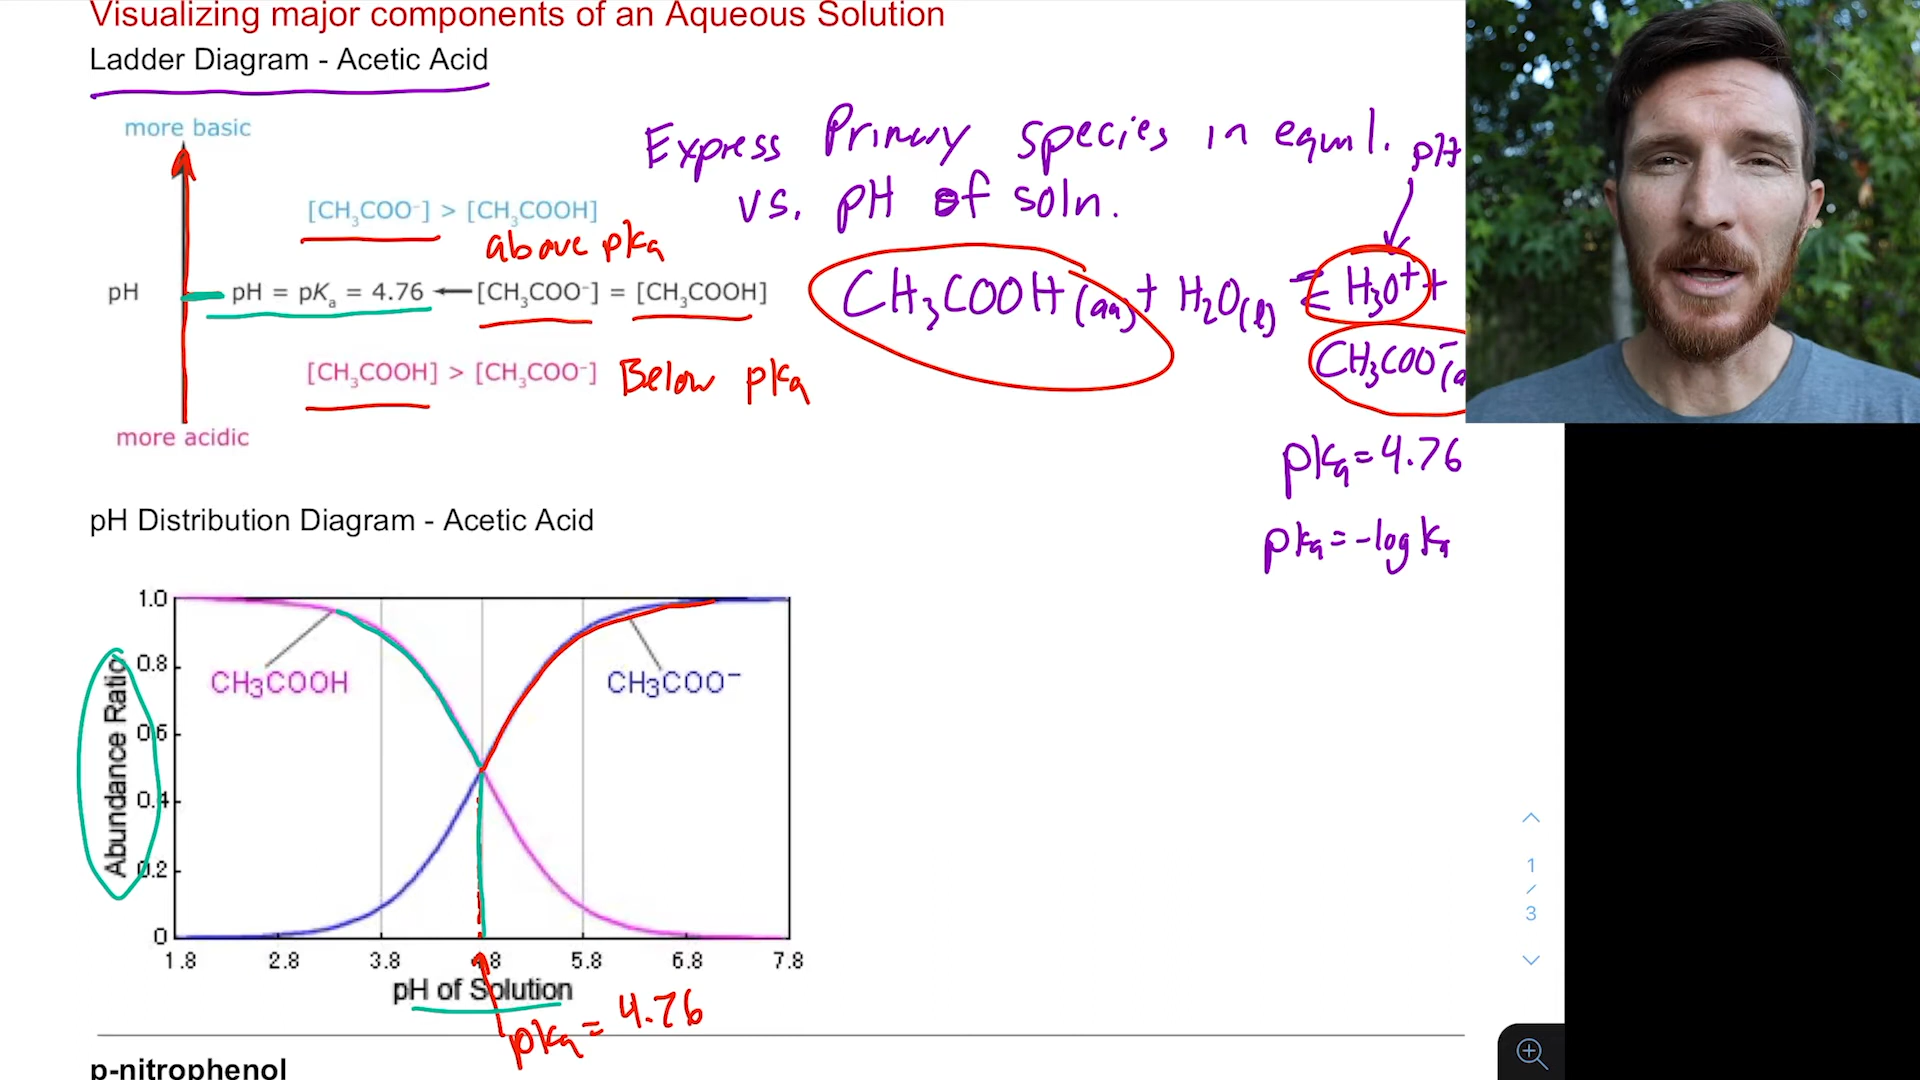 Visualizing major components of an Aqueous Solution
Ladder Diagram - Acetic Acid
more basic
Express Primary species in equil.
vs. pH of soln.
pH
[CH₃COO⁻] > [CH₃COOH]
above pKa
pH
pH = pKₐ = 4.76 ← [CH₃COO⁻] = [CH₃COOH]
CH₃COOH(aq) + H₂O(l) ⇌ H₃O⁺ +
CH₃COO⁻(a
[CH₃COOH] > [CH₃COO⁻]
Below pKa
more acidic
pKa = 4.76
pKa = -log Ka
pH Distribution Diagram - Acetic Acid
1.0
0.8
0.6
0.4
0.2
0
Abundance Ratio
CH3COOH
CH3COO⁻
1.8 2.8 3.8 4.8 5.8 6.8 7.8
pH of Solution
pKa = 4.76
p-nitrophenol
1
/
3